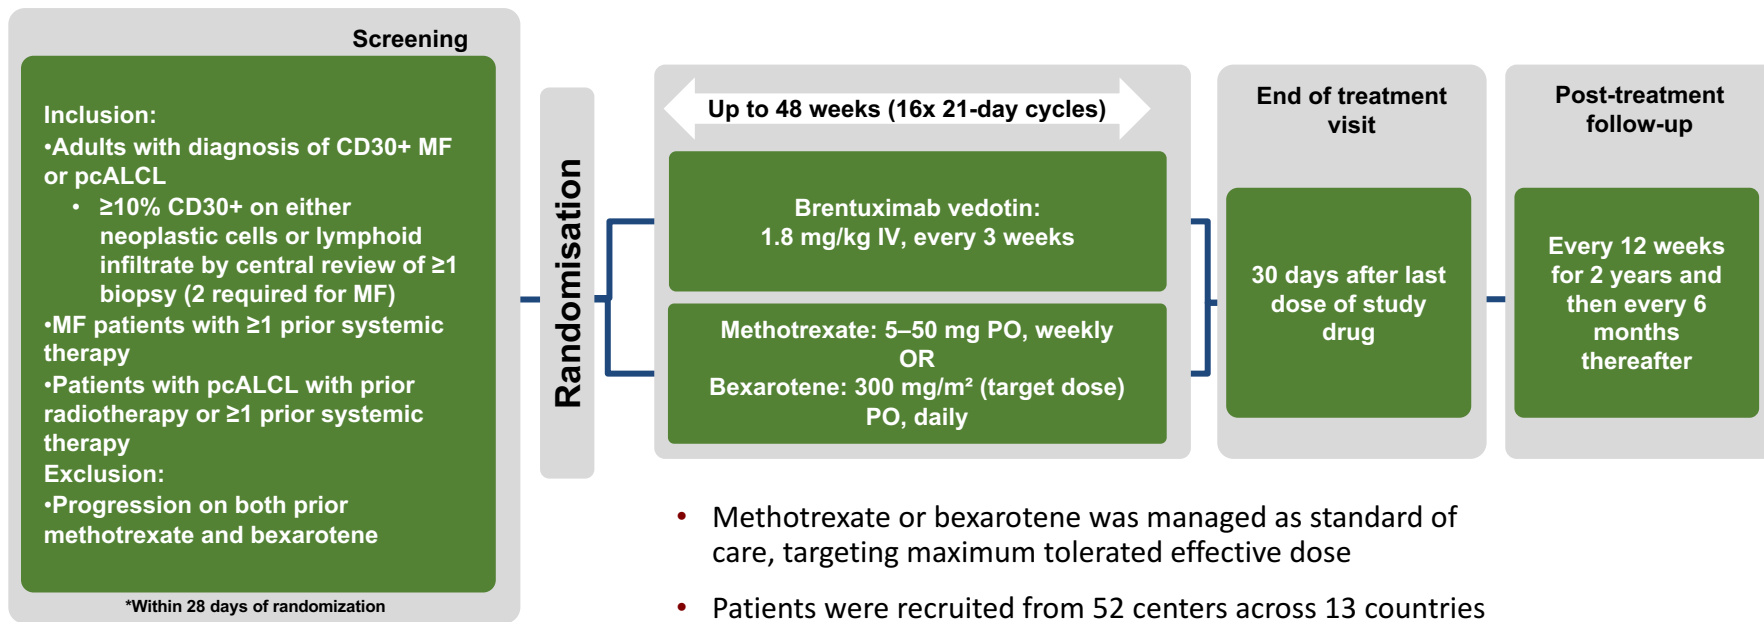 Screening
Inclusion:
•Adults with diagnosis of CD30+ MF
or pcALCL
• ≥10% CD30+ on either
neoplastic cells or lymphoid
infiltrate by central review of ≥1
biopsy (2 required for MF)
•MF patients with ≥1 prior systemic
therapy
•Patients with pcALCL with prior
radiotherapy or ≥1 prior systemic
therapy
Exclusion:
•Progression on both prior
methotrexate and bexarotene
*Within 28 days of randomization
Randomisation
Up to 48 weeks (16x 21-day cycles)
Brentuximab vedotin:
1.8 mg/kg IV, every 3 weeks
Methotrexate: 5–50 mg PO, weekly
OR
Bexarotene: 300 mg/m² (target dose)
PO, daily
End of treatment
visit
30 days after last
dose of study
drug
Post-treatment
follow-up
Every 12 weeks
for 2 years and
then every 6
months
thereafter
• Methotrexate or bexarotene was managed as standard of
care, targeting maximum tolerated effective dose
• Patients were recruited from 52 centers across 13 countries